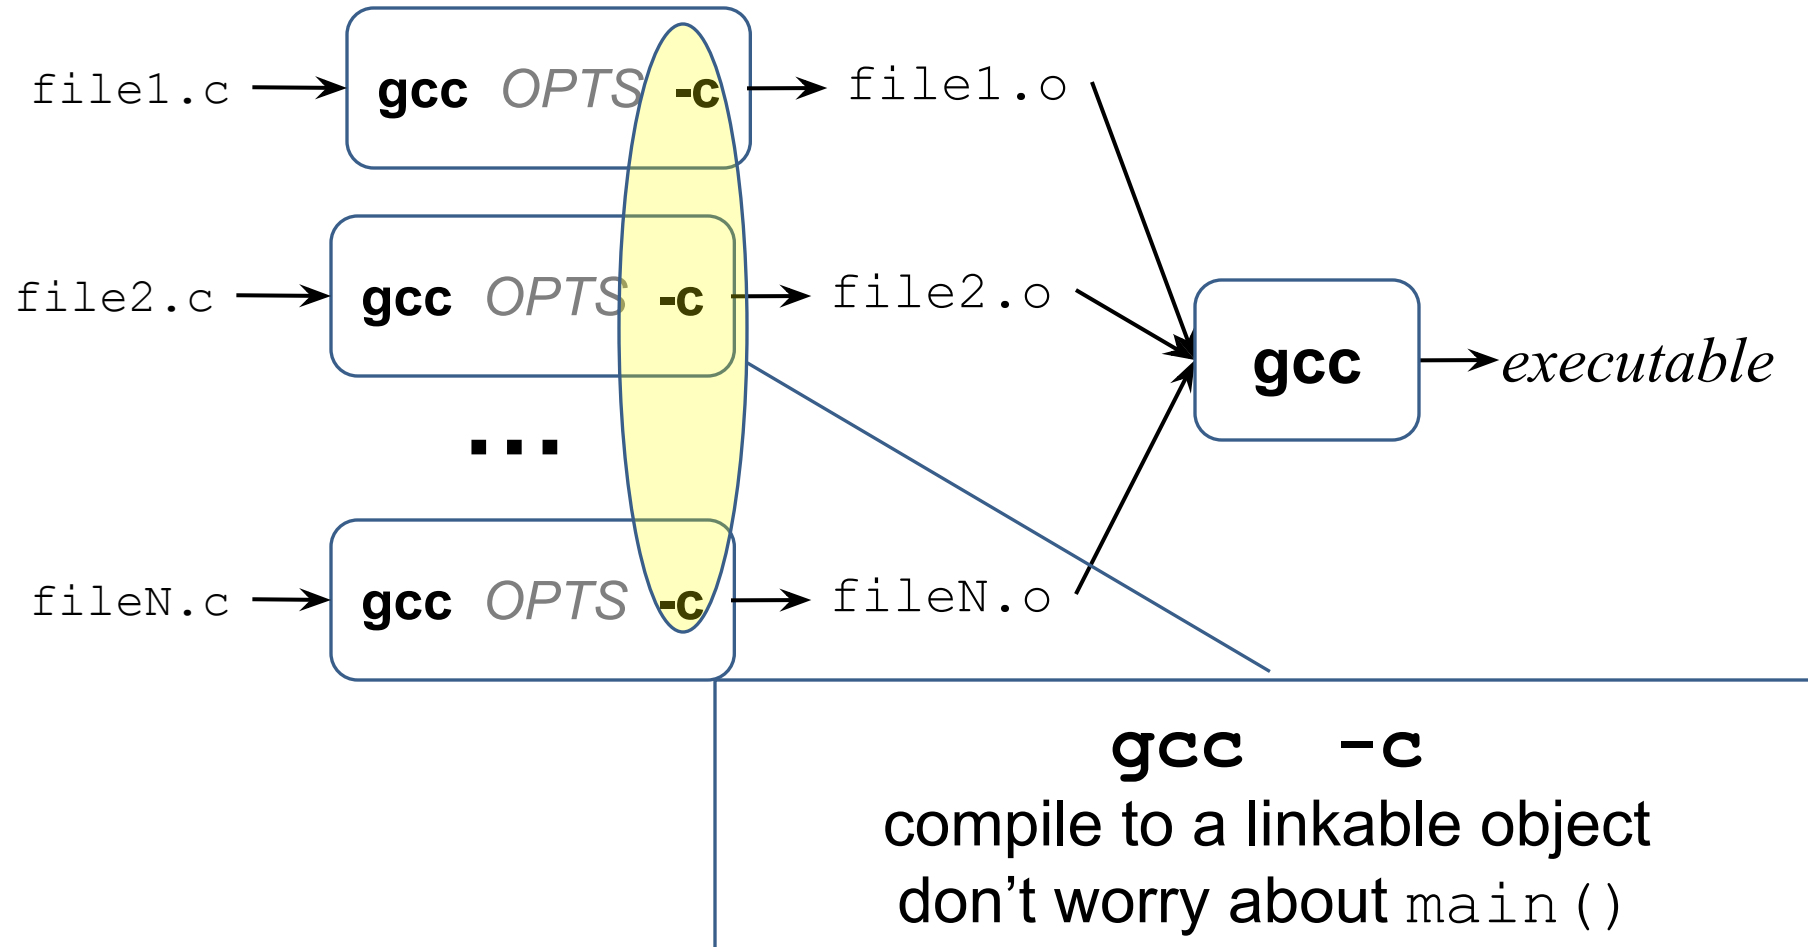 file1.c gcc OPTS -c file1.o
file2.c gcc OPTS -c file2.o
gcc executable
...
fileN.c gcc OPTS -c fileN.o
gcc -c
compile to a linkable object
don’t worry about main()